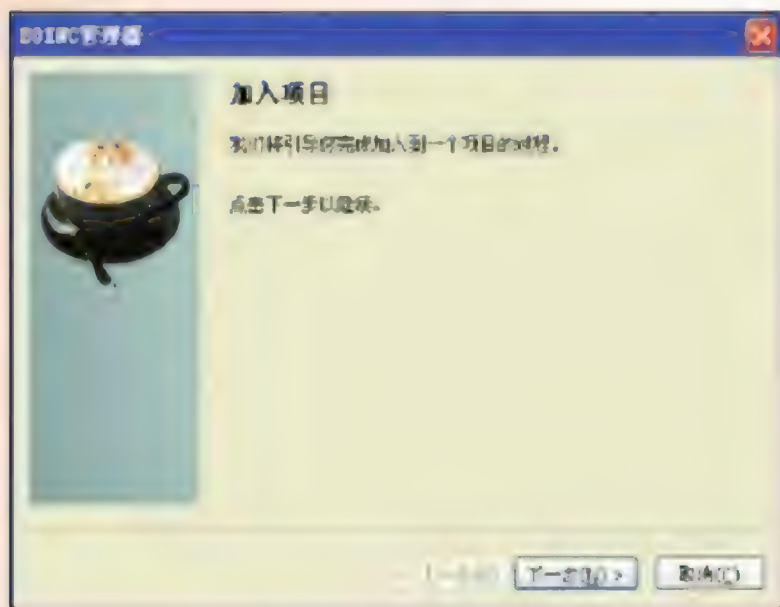 BOINC管理器
加入项目
我们将引导您完成加入到一个项目的过程。
点击下一步以继续。
下一步(N) >
取消(C)